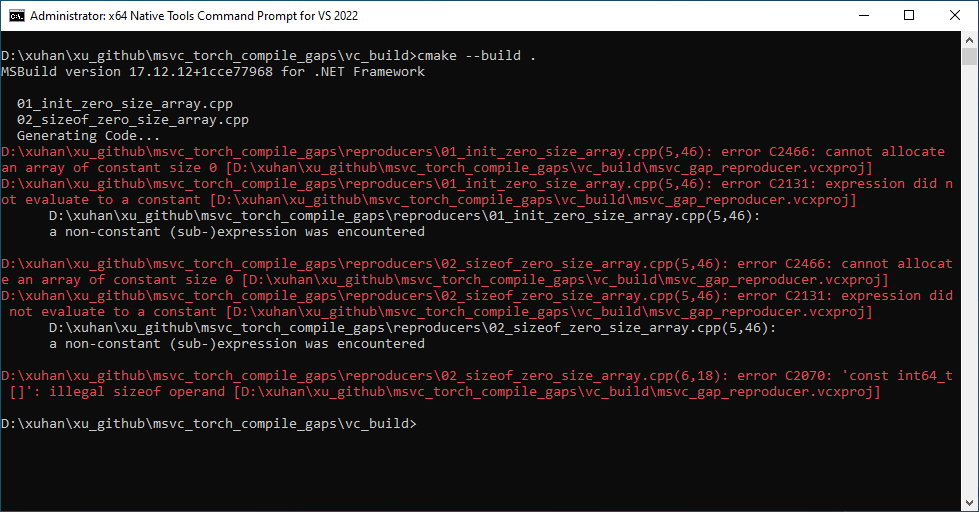 Administrator: x64 Native Tools Command Prompt for VS 2022
D:\xuhan\xu_github\msvc_torch_compile_gaps\vc_build>cmake --build .
MSBuild version 17.12.12+1cce77968 for .NET Framework
01_init_zero_size_array.cpp
02_sizeof_zero_size_array.cpp
Generating Code...
D:\xuhan\xu_github\msvc_torch_compile_gaps\reproducers\01_init_zero_size_array.cpp(5,46): error C2466: cannot allocate
an array of constant size 0 [D:\xuhan\xu_github\msvc_torch_compile_gaps\vc_build\msvc_gap_reproducer.vcxproj]
D:\xuhan\xu_github\msvc_torch_compile_gaps\reproducers\01_init_zero_size_array.cpp(5,46): error C2131: expression did n
ot evaluate to a constant [D:\xuhan\xu_github\msvc_torch_compile_gaps\vc_build\msvc_gap_reproducer.vcxproj]
D:\xuhan\xu_github\msvc_torch_compile_gaps\reproducers\01_init_zero_size_array.cpp(5,46):
a non-constant (sub-)expression was encountered
D:\xuhan\xu_github\msvc_torch_compile_gaps\reproducers\02_sizeof_zero_size_array.cpp(5,46): error C2466: cannot allocat
e an array of constant size 0 [D:\xuhan\xu_github\msvc_torch_compile_gaps\vc_build\msvc_gap_reproducer.vcxproj]
D:\xuhan\xu_github\msvc_torch_compile_gaps\reproducers\02_sizeof_zero_size_array.cpp(5,46): error C2131: expression did
not evaluate to a constant [D:\xuhan\xu_github\msvc_torch_compile_gaps\vc_build\msvc_gap_reproducer.vcxproj]
D:\xuhan\xu_github\msvc_torch_compile_gaps\reproducers\02_sizeof_zero_size_array.cpp(5,46):
a non-constant (sub-)expression was encountered
D:\xuhan\xu_github\msvc_torch_compile_gaps\reproducers\02_sizeof_zero_size_array.cpp(6,18): error C2070: 'const int64_t
[]': illegal sizeof operand [D:\xuhan\xu_github\msvc_torch_compile_gaps\vc_build\msvc_gap_reproducer.vcxproj]
D:\xuhan\xu_github\msvc_torch_compile_gaps\vc_build>